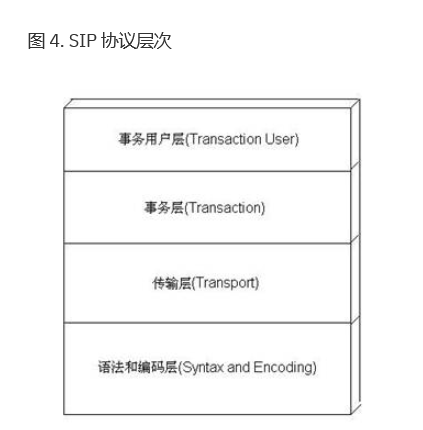 图 4. SIP 协议层次
事务用户层(Transaction User)
事务层(Transaction)
传输层(Transport)
语法和编码层(Syntax and Encoding)